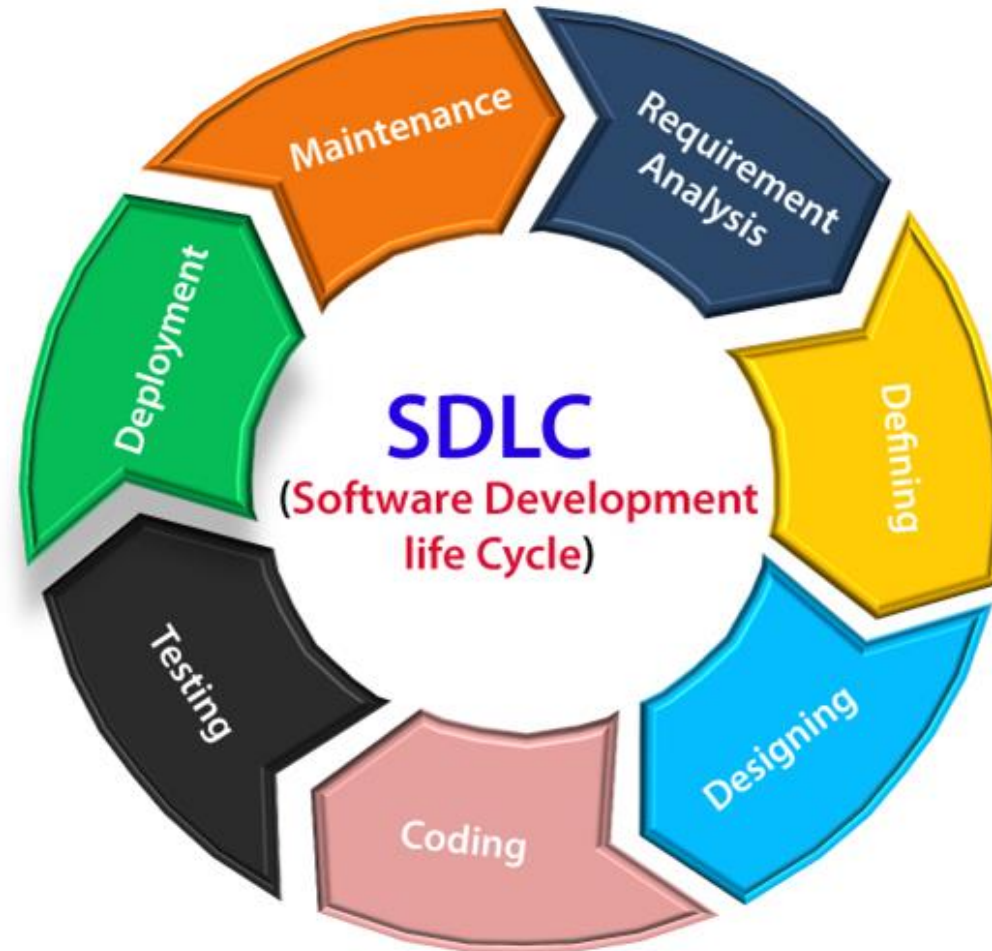 SDLC
(Software Development
life Cycle)
Requirement
Analysis
Defining
Designing
Coding
Testing
Deployment
Maintenance